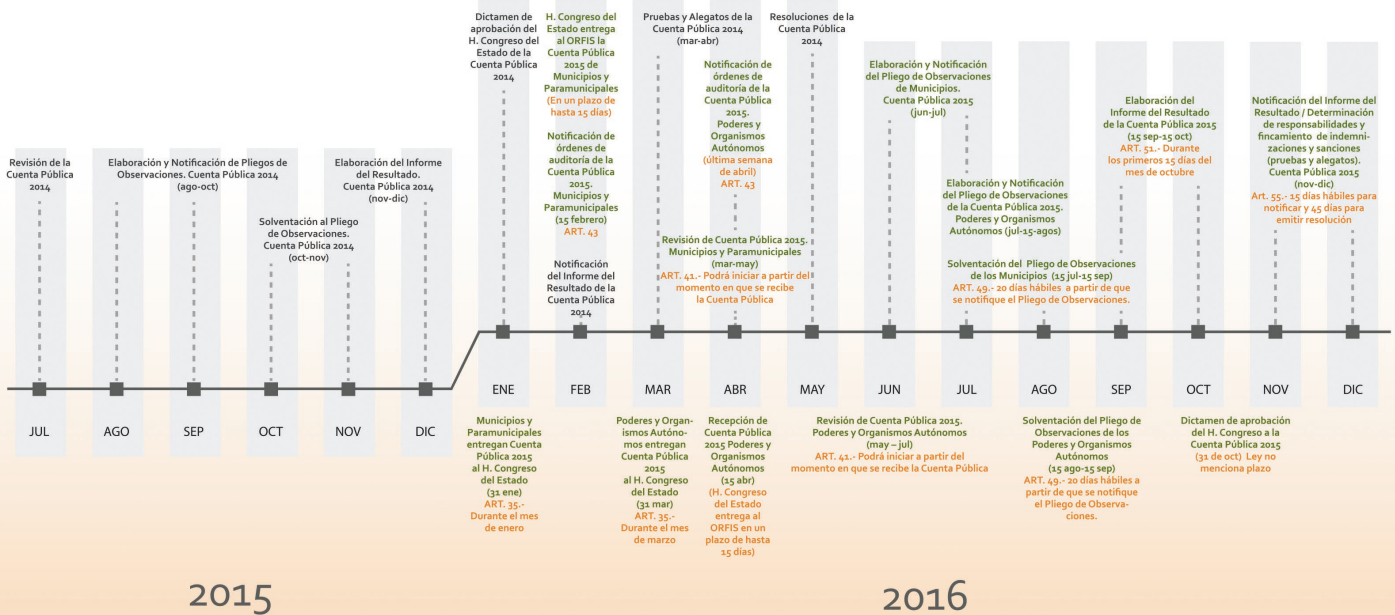 Revisión de la
Cuenta Pública
2014
Elaboración y Notificación de Pliegos de
Observaciones. Cuenta Pública 2014
(ago-oct)
Solventación al Pliego
de Observaciones.
Cuenta Pública 2014
(oct-nov)
Elaboración del Informe
del Resultado.
Cuenta Pública 2014
(nov-dic)
Dictamen de
aprobación del
H. Congreso del
Estado de la
Cuenta Pública
2014
H. Congreso del
Estado entrega
al ORFIS la
Cuenta Pública
2015 de
Municipios y
Paramunicipales
(En un plazo de
hasta 15 días)
Notificación de
órdenes de
auditoría de la
Cuenta Pública
2015.
Municipios y
Paramunicipales
(15 febrero)
ART. 43
Notificación
del Informe del
Resultado de la
Cuenta Pública
2014
Pruebas y Alegatos de la
Cuenta Pública 2014
(mar-abr)
Notificación de
órdenes de
auditoría de la
Cuenta Pública
2015.
Poderes y
Organismos
Autónomos
(última semana
de abril)
ART. 43
Revisión de Cuenta Pública 2015.
Municipios y Paramunicipales
(mar-may)
ART. 41.- Podrá iniciar a partir del
momento en que se recibe
la Cuenta Pública
Resoluciones de la
Cuenta Pública
2014
Elaboración y Notificación
del Pliego de Observaciones
de Municipios.
Cuenta Pública 2015
(jun-jul)
Elaboración y Notificación
del Pliego de Observaciones
de la Cuenta Pública 2015.
Poderes y Organismos
Autónomos (jul-15-agos)
Solventación del Pliego de Observaciones
de los Municipios (15 jul-15 sep)
ART. 49.- 20 días hábiles a partir de que
se notifique el Pliego de Observaciones.
Elaboración del
Informe del Resultado
de la Cuenta Pública 2015
(15 sep-15 oct)
ART. 51.- Durante
los primeros 15 días del
mes de octubre
Notificación del Informe del
Resultado / Determinación
de responsabilidades y
fincamiento de indemni-
zaciones y sanciones
(pruebas y alegatos).
Cuenta Pública 2015
(nov-dic)
Art. 55.- 15 días hábiles para
notificar y 45 días para
emitir resolución
JUL
AGO
SEP
OCT
NOV
DIC
ENE
FEB
MAR
ABR
MAY
JUN
JUL
AGO
SEP
OCT
NOV
DIC
Municipios y
Paramunicipales
entregan Cuenta
Pública 2015
al H. Congreso
del Estado
(31 ene)
ART. 35.-
Durante el mes
de enero
Poderes y Orga-
nismos Autóno-
mos entregan
Cuenta Pública
2015
al H. Congreso
del Estado
(31 mar)
ART. 35.-
Durante el mes
de marzo
Recepción de
Cuenta Pública
2015 Poderes y
Organismos
Autónomos
(15 abr)
(H. Congreso
del Estado
entrega al
ORFIS en un
plazo de hasta
15 días)
Revisión de Cuenta Pública 2015.
Poderes y Organismos Autónomos
(may – jul)
ART. 41.- Podrá iniciar a partir del
momento en que se recibe la Cuenta Pública
Solventación del Pliego de
Observaciones de los
Poderes y Organismos
Autónomos
(15 ago-15 sep)
ART. 49.- 20 días hábiles a
partir de que se notifique
el Pliego de Observa-
ciones.
Dictamen de aprobación
del H. Congreso a la
Cuenta Pública 2015
(31 de oct) Ley no
menciona plazo
2015
2016